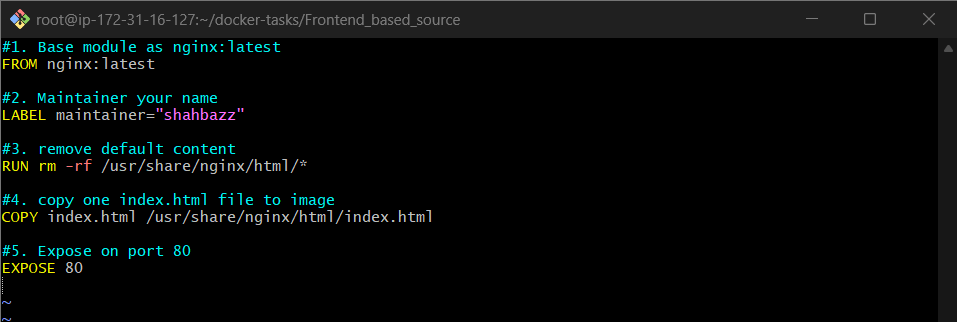 root@ip-172-31-16-127:~/docker-tasks/Frontend_based_source
#1. Base module as nginx:latest
FROM nginx:latest
#2. Maintainer your name
LABEL maintainer="shahbazz"
#3. remove default content
RUN rm -rf /usr/share/nginx/html/*
#4. copy one index.html file to image
COPY index.html /usr/share/nginx/html/index.html
#5. Expose on port 80
EXPOSE 80
~
~